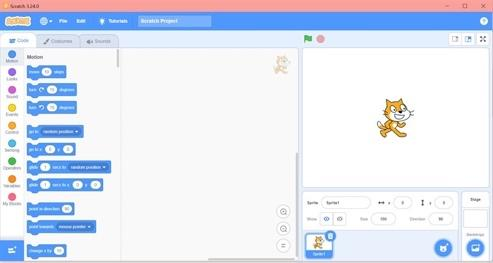 Scratch 3.24.0
SCRATCH
File
Edit
Tutorials
Scratch Project
Code
Costumes
Sounds
Motion
Looks
Sound
Events
Control
Sensing
Operators
Variables
My Blocks
Motion
move 10 steps
turn 15 degrees
turn 15 degrees
go to random position
go to x: 0 y: 0
glide 1 secs to random position
glide 1 secs to x: 0 y: 0
point in direction 90
point towards mouse-pointer
change x by 10
Sprite Sprite1 x 0 y 0
Show Size 100 Direction 90
Sprite1
Stage
Backdrops